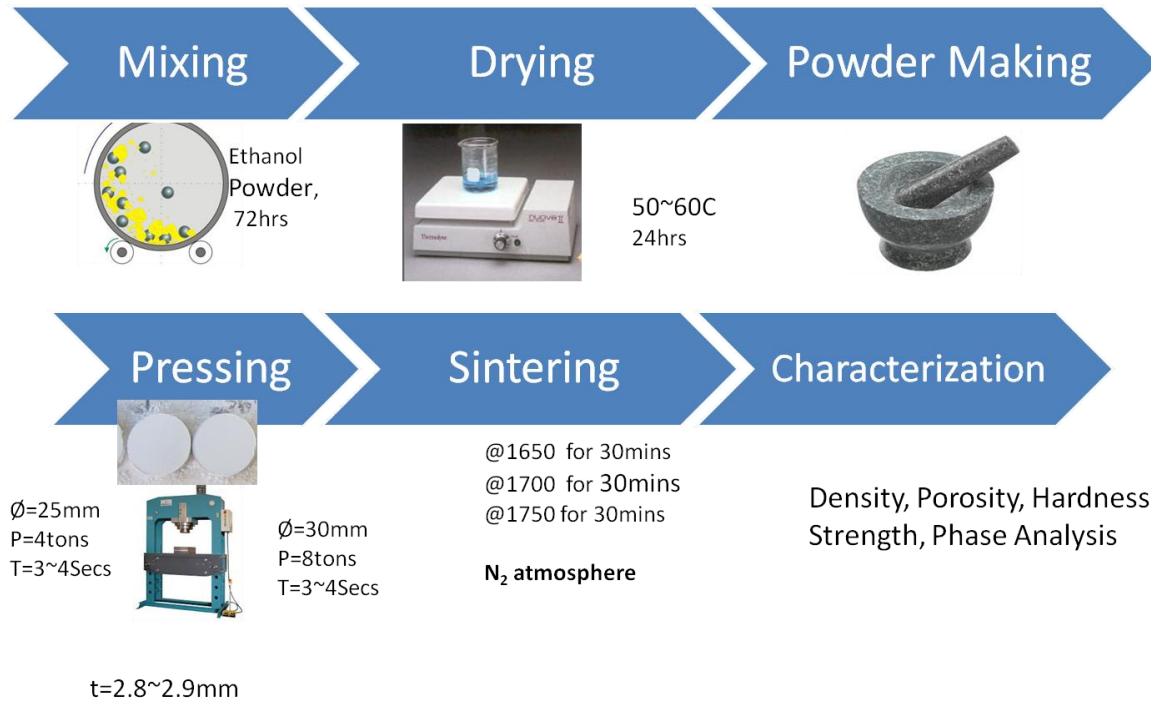 Mixing
Drying
Powder Making
Ethanol
Powder,
72hrs
50~60C
24hrs
Pressing
Sintering
Characterization
Ø=25mm
P=4tons
T=3~4Secs
Ø=30mm
P=8tons
T=3~4Secs
t=2.8~2.9mm
@1650 for 30mins
@1700 for 30mins
@1750 for 30mins
N₂ atmosphere
Density, Porosity, Hardness
Strength, Phase Analysis